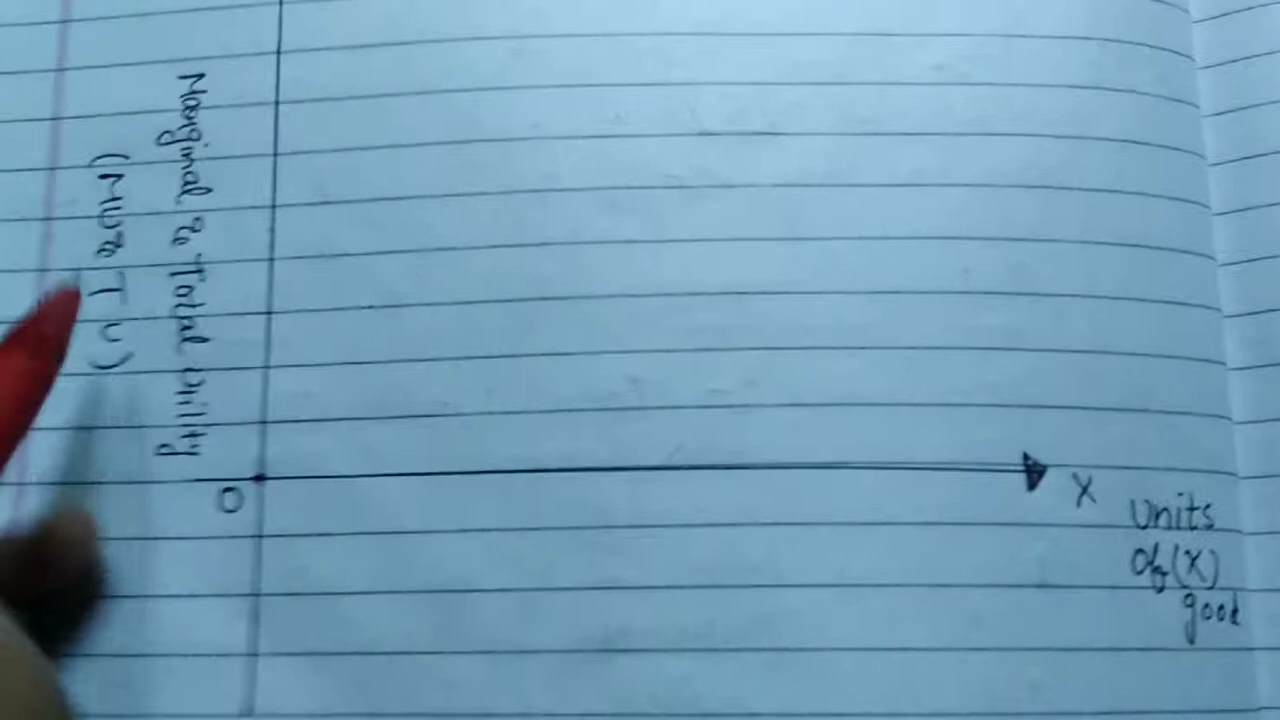 Marginal & Total Utility
(MU & TU)
O
X
Units
of (X)
good